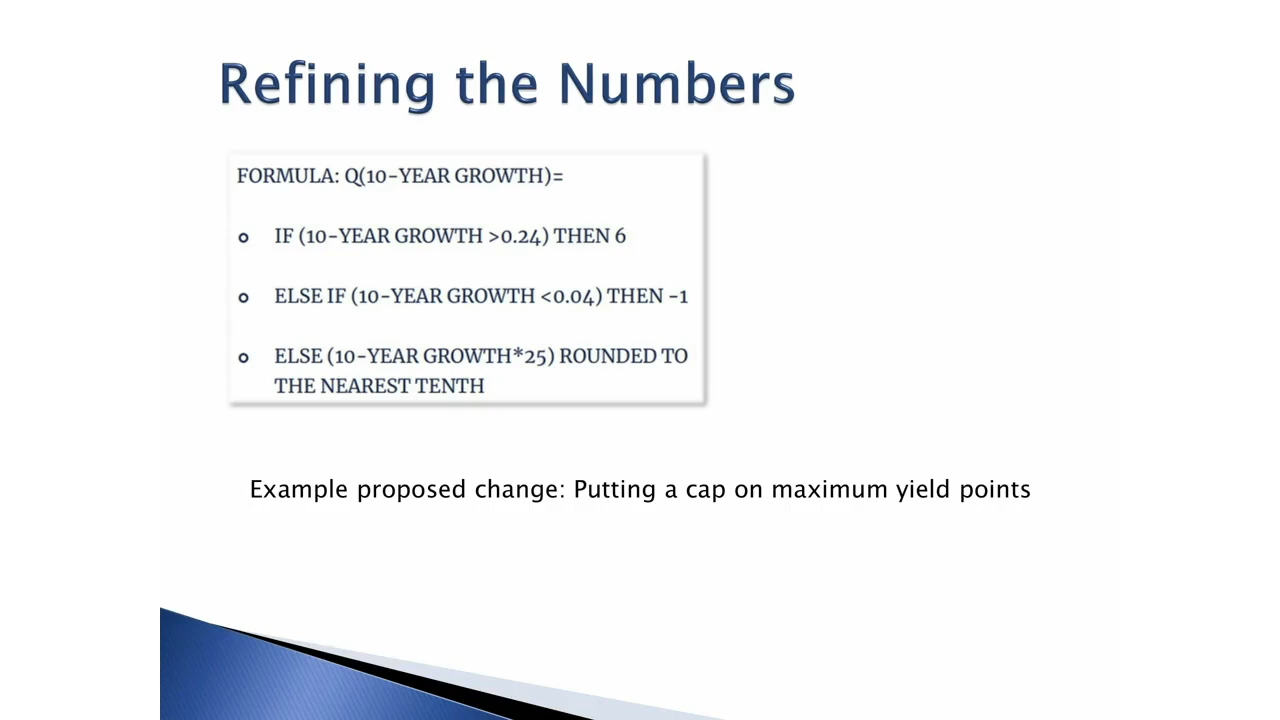 Refining the Numbers
FORMULA: Q(10-YEAR GROWTH)=
IF (10-YEAR GROWTH >0.24) THEN 6
ELSE IF (10-YEAR GROWTH <0.04) THEN -1
ELSE (10-YEAR GROWTH*25) ROUNDED TO
THE NEAREST TENTH
Example proposed change: Putting a cap on maximum yield points